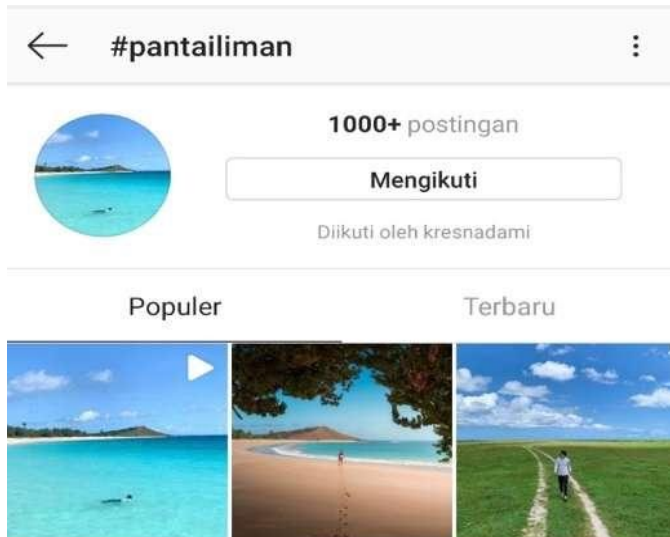 #pantailiman
1000+ postingan
Mengikuti
Diikuti oleh kresnadami
Populer Terbaru